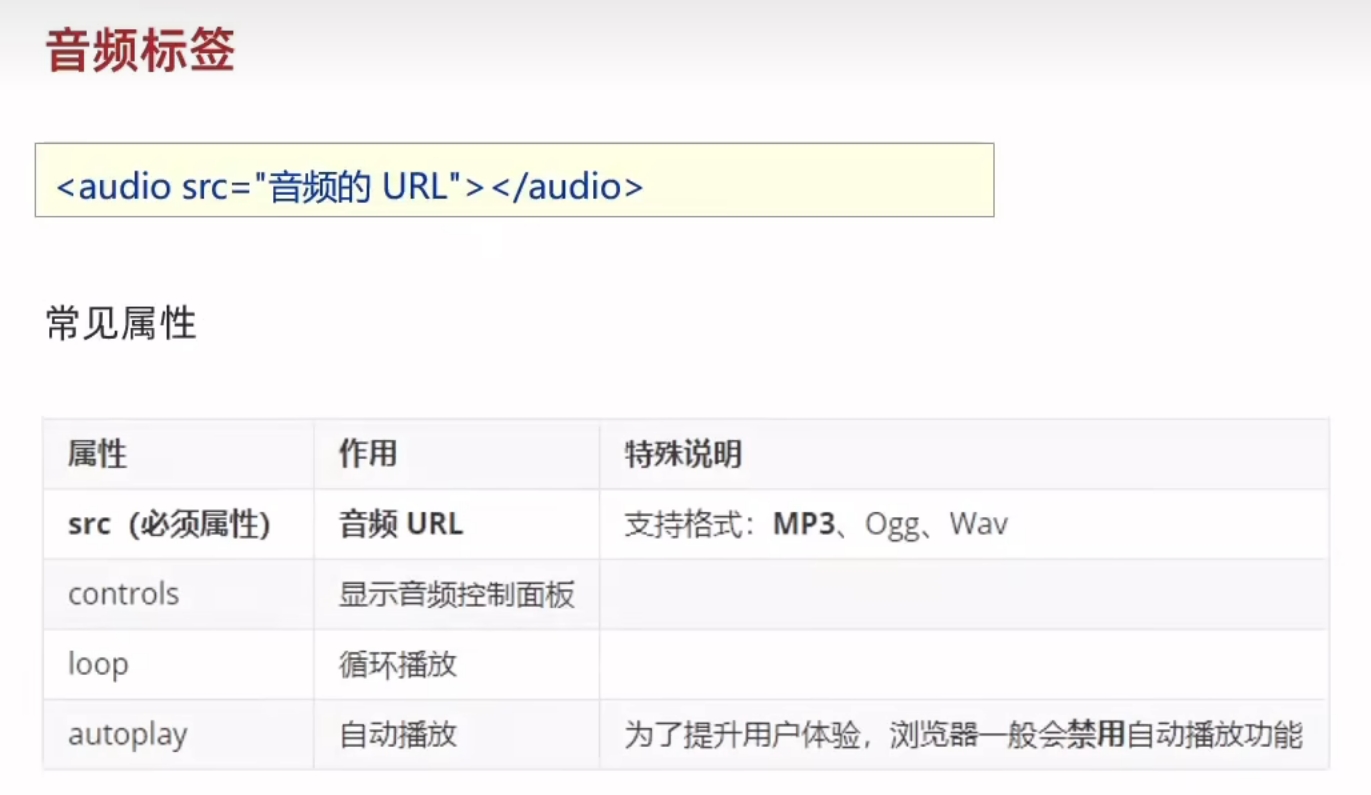 音频标签
<audio src="音频的 URL"></audio>
常见属性
属性 作用 特殊说明
src（必须属性） 音频 URL 支持格式：MP3、Ogg、Wav
controls 显示音频控制面板
loop 循环播放
autoplay 自动播放 为了提升用户体验，浏览器一般会禁用自动播放功能